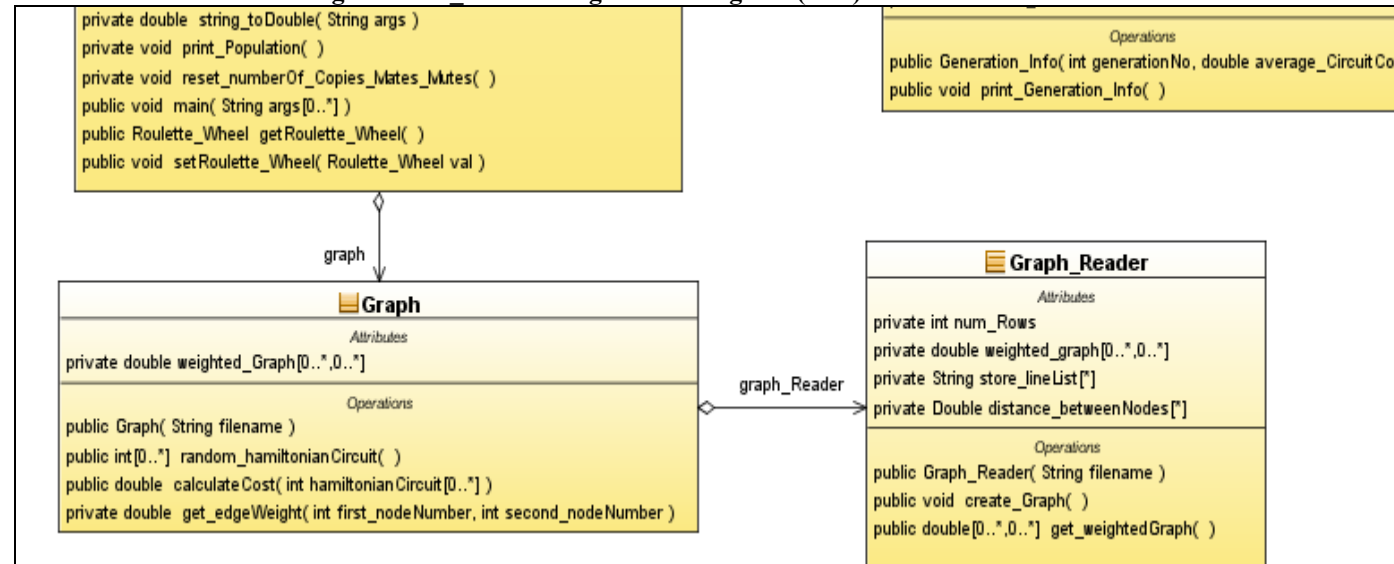 private double string_toDouble( String args )
private void print_Population( )
private void reset_numberOf_Copies_Mates_Mutes( )
public void main( String args[0..*] )
public Roulette_Wheel getRoulette_Wheel( )
public void setRoulette_Wheel( Roulette_Wheel val )
Operations
public Generation_Info( int generationNo, double average_CircuitCo
public void print_Generation_Info( )
graph
Graph
Attributes
private double weighted_Graph[0..*,0..*]
Operations
public Graph( String filename )
public int[0..*] random_hamiltonianCircuit( )
public double calculateCost( int hamiltonianCircuit[0..*] )
private double get_edgeWeight( int first_nodeNumber, int second_nodeNumber )
graph_Reader
Graph_Reader
Attributes
private int num_Rows
private double weighted_graph[0..*,0..*]
private String store_lineList[*]
private Double distance_betweenNodes[*]
Operations
public Graph_Reader( String filename )
public void create_Graph( )
public double[0..*,0..*] get_weightedGraph( )